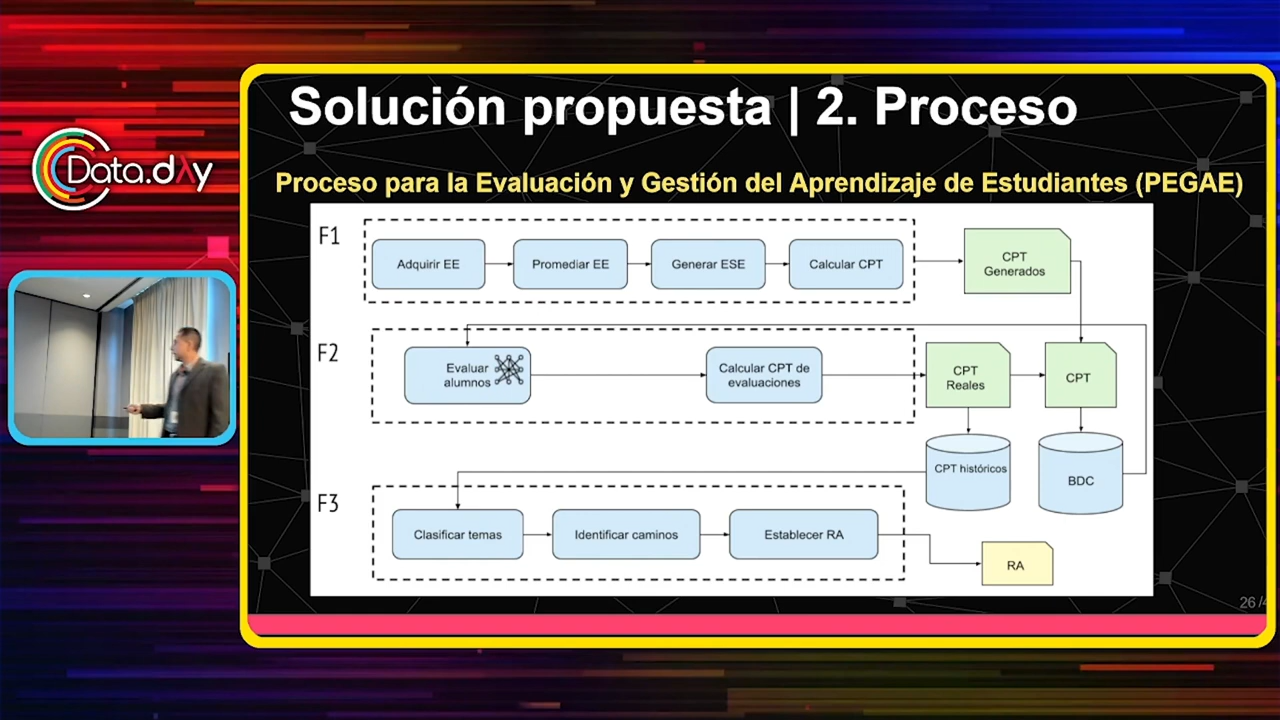 Solución propuesta | 2. Proceso
Data.dλy
Proceso para la Evaluación y Gestión del Aprendizaje de Estudiantes (PEGAE)
F1
Adquirir EE
Promediar EE
Generar ESE
Calcular CPT
CPT
Generados
F2
Evaluar
alumnos
Calcular CPT de
evaluaciones
CPT
Reales
CPT
CPT históricos
BDC
F3
Clasificar temas
Identificar caminos
Establecer RA
RA
26